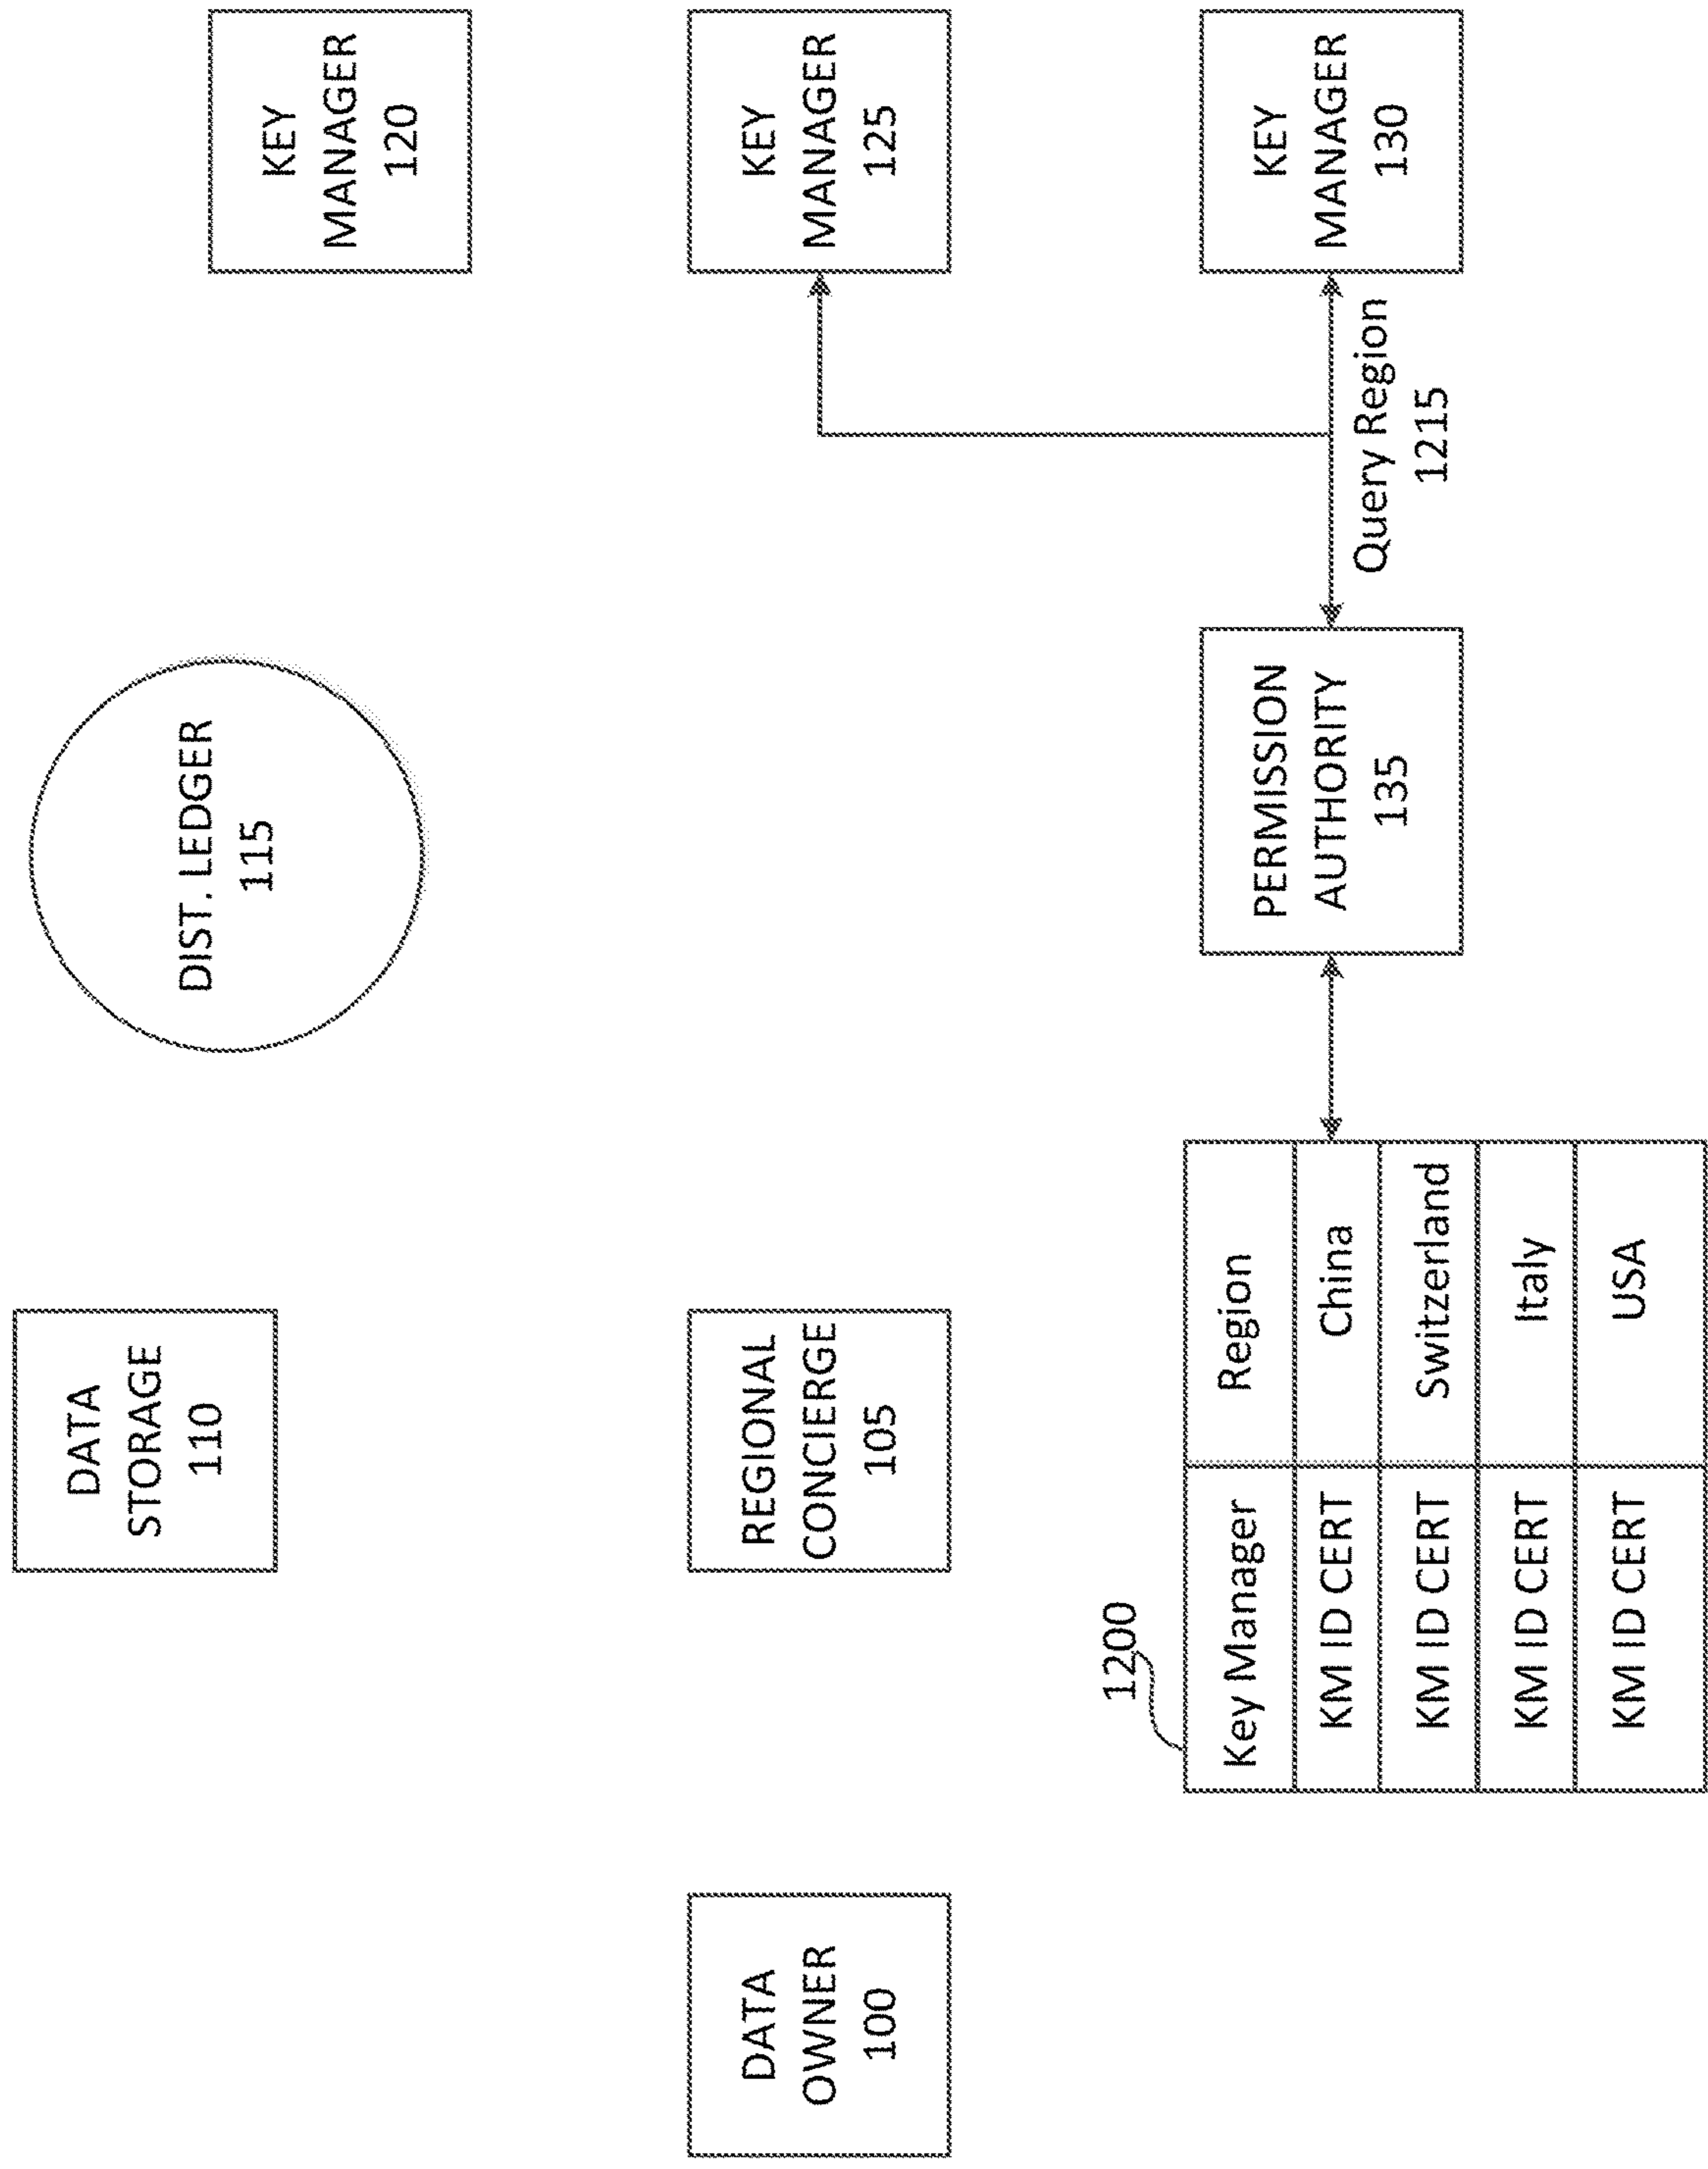 DATA
STORAGE
110
DIST. LEDGER
115
KEY
MANAGER
120
DATA
OWNER
100
REGIONAL
CONCIERGE
105
KEY
MANAGER
125
1200
Key Manager Region
KM ID CERT China
KM ID CERT Switzerland
KM ID CERT Italy
KM ID CERT USA
PERMISSION
AUTHORITY
135
Query Region
1215
KEY
MANAGER
130